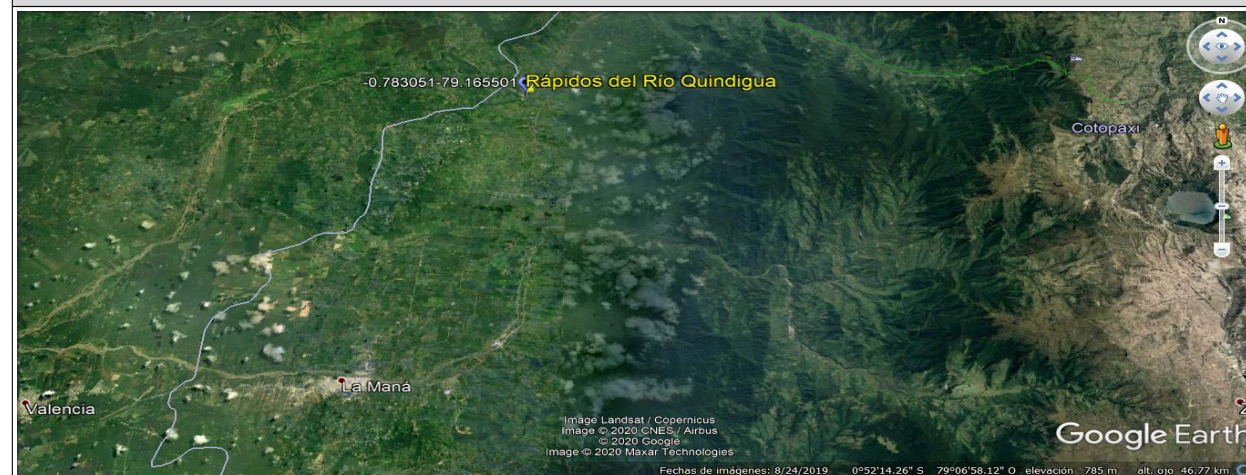 N
-0.783051-79.165501
Rápidos del Río Quindigua
Cotopaxi
La Maná
Valencia
Image Landsat / Copernicus
Image © 2020 CNES / Airbus
© 2020 Google
Image © 2020 Maxar Technologies
Google Earth
Fechas de imágenes: 8/24/2019 0°52'14.26" S 79°06'58.12" O elevación 785 m alt. ojo 46.77 km